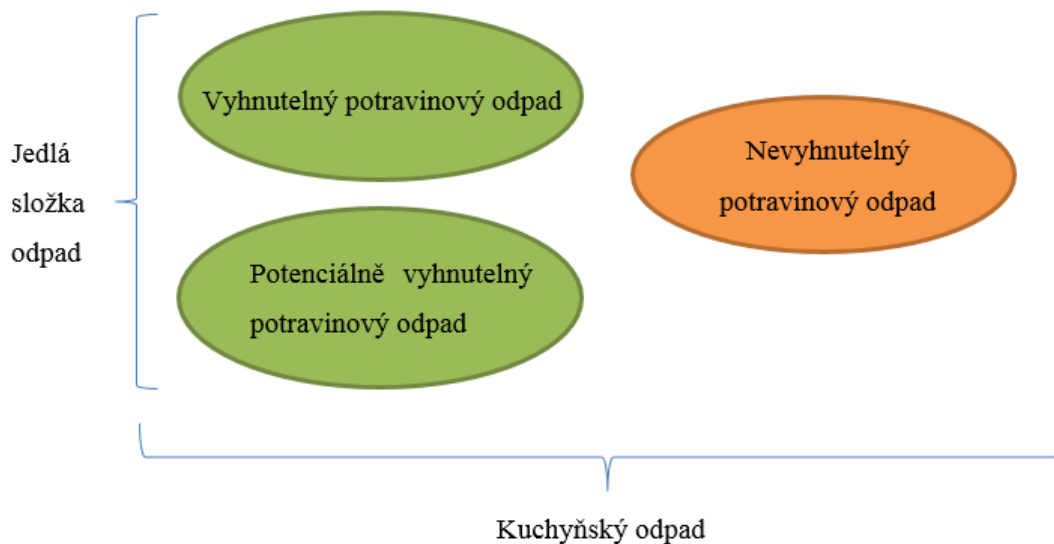 Vyhnutelný potravinový odpad
Jedlá
složka
odpad
Nevyhnutelný
potravinový odpad
Potenciálně vyhnutelný
potravinový odpad
Kuchyňský odpad